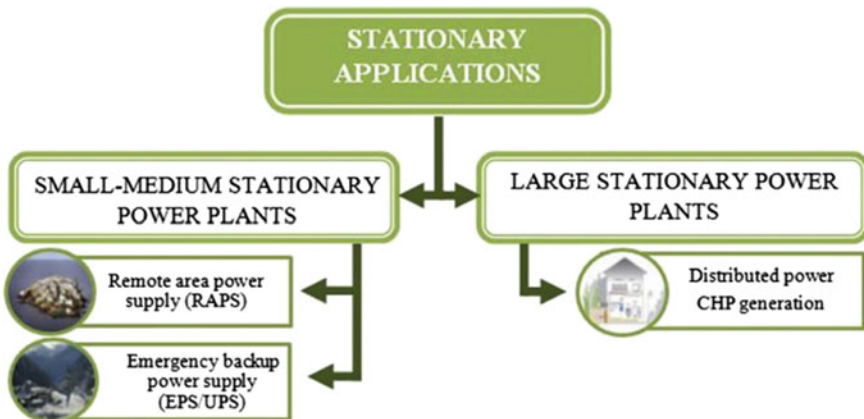 STATIONARY
APPLICATIONS
SMALL-MEDIUM STATIONARY
POWER PLANTS
LARGE STATIONARY POWER
PLANTS
Remote area power
supply (RAPS)
Distributed power
CHP generation
Emergency backup
power supply
(EPS/UPS)